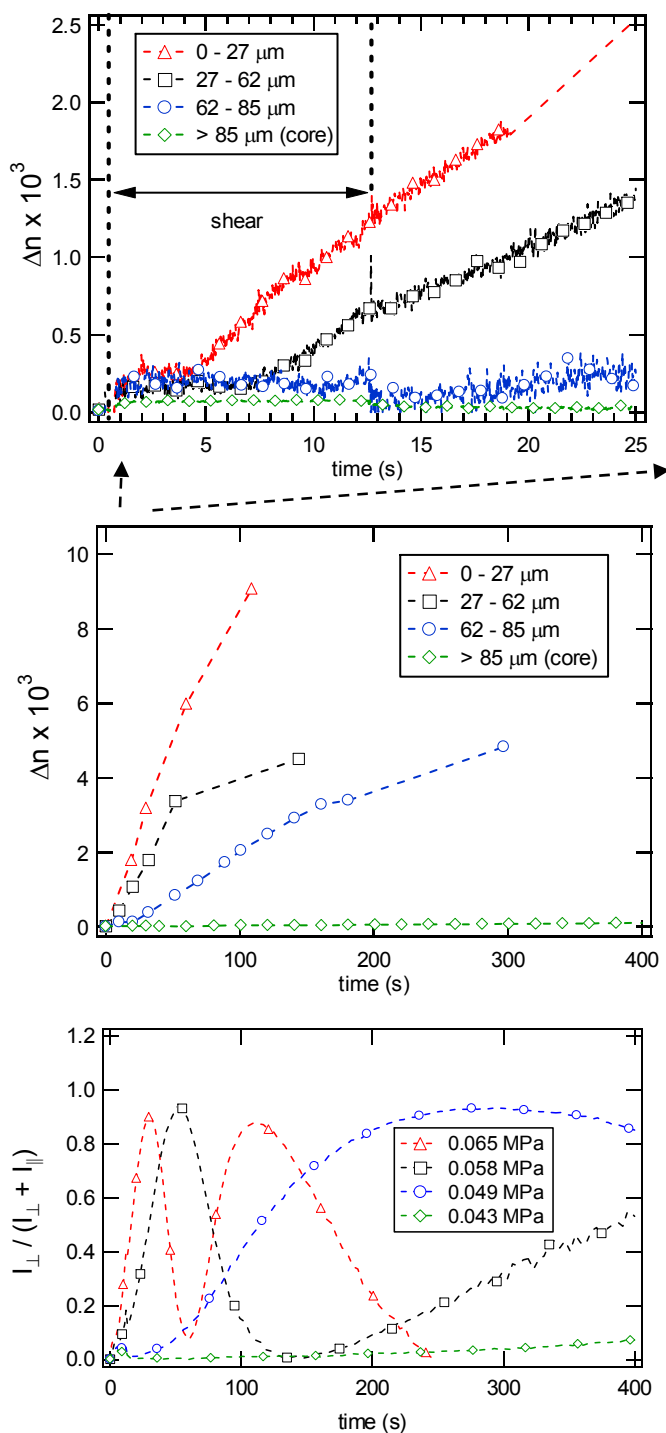 2.5
2.0
1.5
1.0
0.5
0.0
Δn x 10³
0 - 27 μm
27 - 62 μm
62 - 85 μm
> 85 μm (core)
shear
0 5 10 15 20 25
time (s)
10
8
6
4
2
0
Δn x 10³
0 - 27 μm
27 - 62 μm
62 - 85 μm
> 85 μm (core)
0 100 200 300 400
time (s)
1.2
1.0
0.8
0.6
0.4
0.2
0.0
I⊥ / (I⊥ + I∥)
0.065 MPa
0.058 MPa
0.049 MPa
0.043 MPa
0 100 200 300 400
time (s)